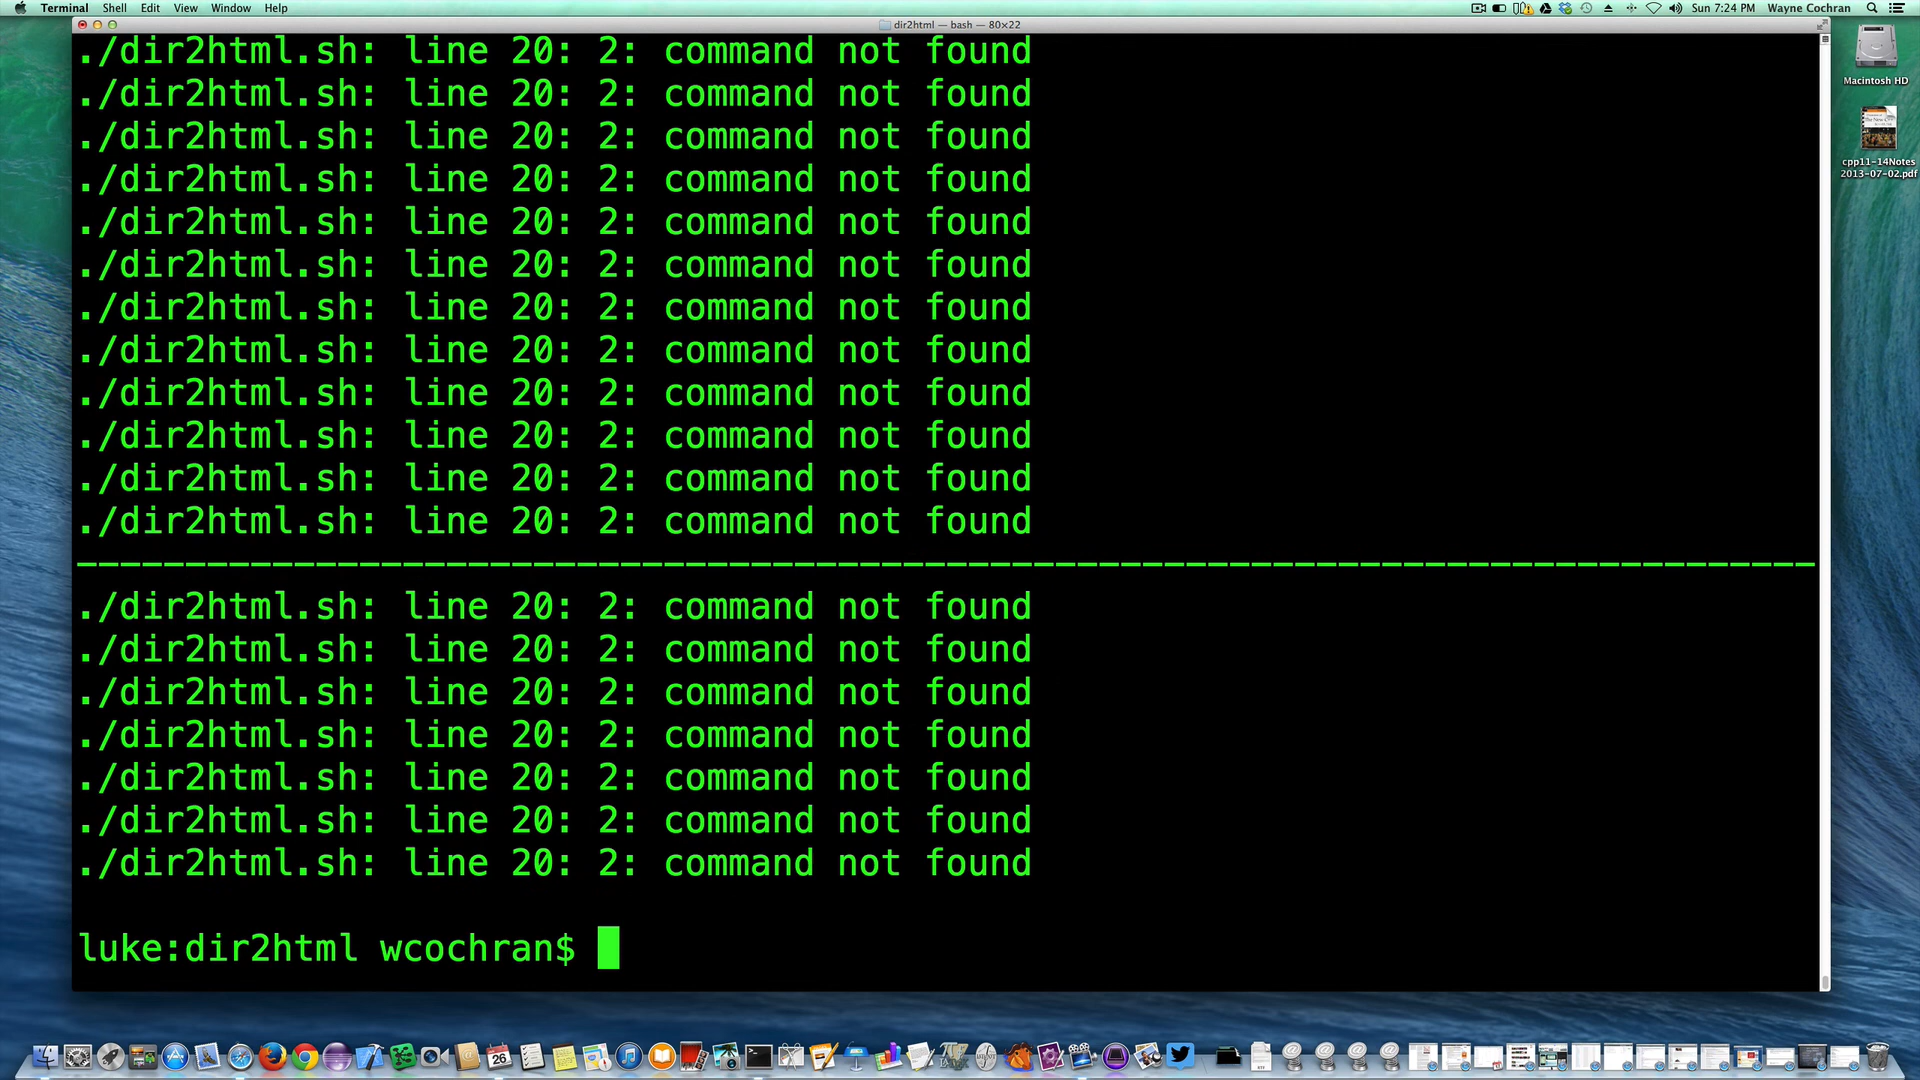 Terminal Shell Edit View Window Help Sun 7:24 PM Wayne Cochran
dir2html — bash — 80×22
./dir2html.sh: line 20: 2: command not found
./dir2html.sh: line 20: 2: command not found
./dir2html.sh: line 20: 2: command not found
./dir2html.sh: line 20: 2: command not found
./dir2html.sh: line 20: 2: command not found
./dir2html.sh: line 20: 2: command not found
./dir2html.sh: line 20: 2: command not found
./dir2html.sh: line 20: 2: command not found
./dir2html.sh: line 20: 2: command not found
./dir2html.sh: line 20: 2: command not found
./dir2html.sh: line 20: 2: command not found
./dir2html.sh: line 20: 2: command not found
--------------------------------------------------------------------------------
./dir2html.sh: line 20: 2: command not found
./dir2html.sh: line 20: 2: command not found
./dir2html.sh: line 20: 2: command not found
./dir2html.sh: line 20: 2: command not found
./dir2html.sh: line 20: 2: command not found
./dir2html.sh: line 20: 2: command not found
./dir2html.sh: line 20: 2: command not found
luke:dir2html wcochran$
Macintosh HD
cpp11-14Notes
2013-07-02.pdf
26